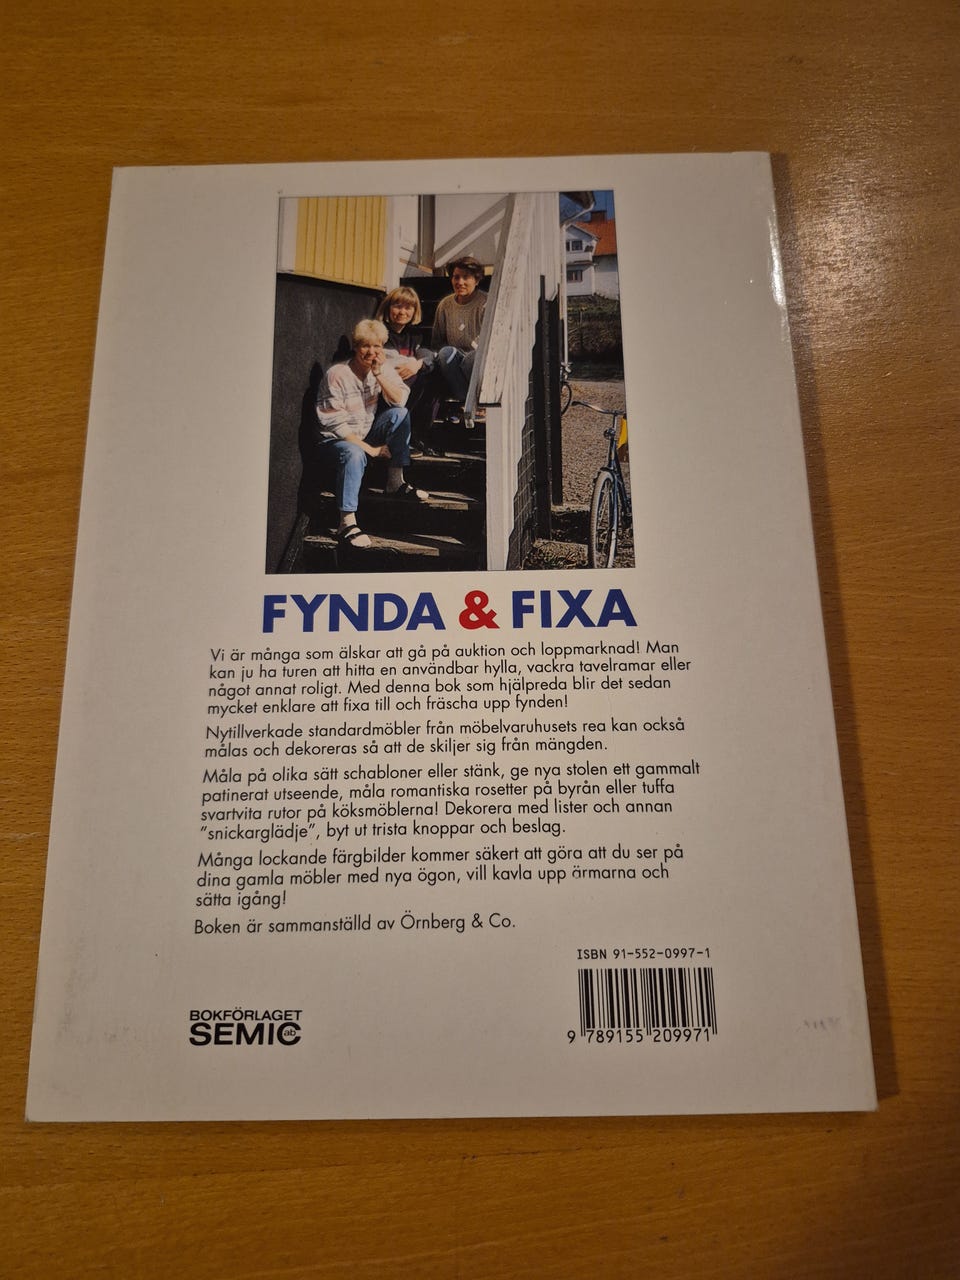 FYNDA & FIXA
Vi är många som älskar att gå på auktion och loppmarknad! Man
kan ju ha turen att hitta en användbar hylla, vackra tavelramar eller
något annat roligt. Med denna bok som hjälpreda blir det sedan
mycket enklare att fixa till och fräscha upp fynden!
Nytillverkade standardmöbler från möbelvaruhusets rea kan också
målas och dekoreras så att de skiljer sig från mängden.
Måla på olika sätt schabloner eller stänk, ge nya stolen ett gammalt
patinerat utseende, måla romantiska rosetter på byrån eller tuffa
svartvita rutor på köksmöblerna! Dekorera med lister och annan
"snickarglädje", byt ut trista knoppar och beslag.
Många lockande färgbilder kommer säkert att göra att du ser på
dina gamla möbler med nya ögon, vill kavla upp ärmarna och
sätta igång!
Boken är sammanställd av Örnberg & Co.
ISBN 91-552-0997-1
9 789155 209971
BOKFÖRLAGET
SEMIC ab